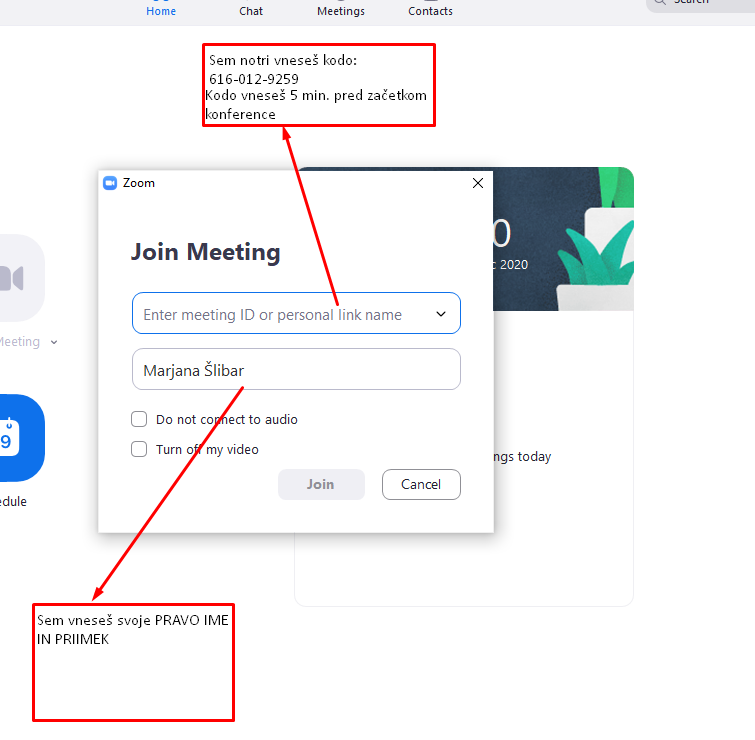 Home Chat Meetings Contacts
Search
Sem notri vneseš kodo:
616-012-9259
Kodo vneseš 5 min. pred začetkom
konference
Zoom
Join Meeting
0
c 2020
Enter meeting ID or personal link name
Meeting
Marjana Šlibar
Do not connect to audio
9
Turn off my video
ngs today
Join Cancel
edule
Sem vneseš svoje PRAVO IME
IN PRIIMEK